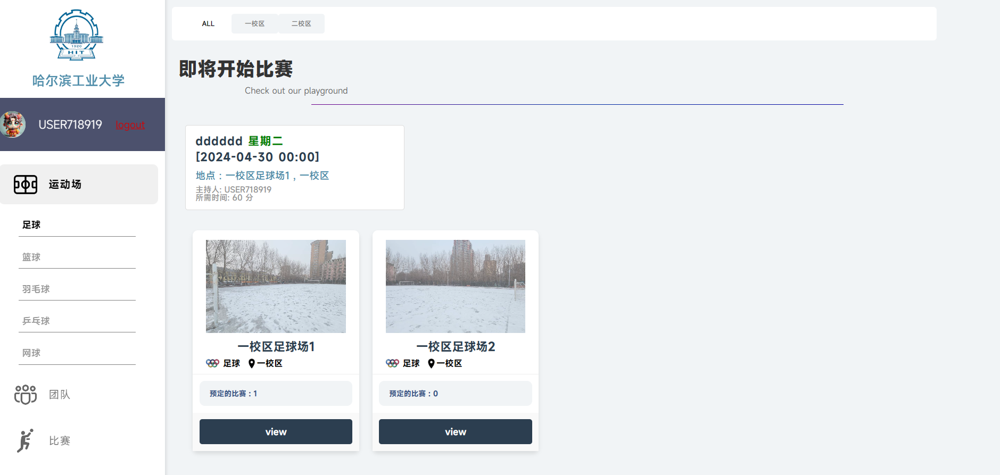 1920
HIT
哈尔滨工业大学
USER718919 logout
运动场
足球
篮球
羽毛球
乒乓球
网球
团队
比赛
ALL 一校区 二校区
即将开始比赛
Check out our playground
dddddd 星期二
[2024-04-30 00:00]
地点：一校区足球场1 , 一校区
主持人: USER718919
所需时间: 60 分
一校区足球场1
足球 一校区
预定的比赛：1
view
一校区足球场2
足球 一校区
预定的比赛：0
view